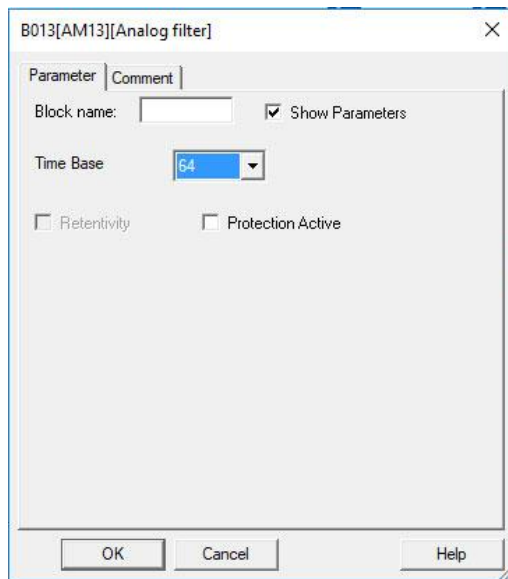 B013[AM13][Analog filter]
Parameter Comment
Block name: Show Parameters
Time Base 64
Retentivity Protection Active
OK Cancel Help